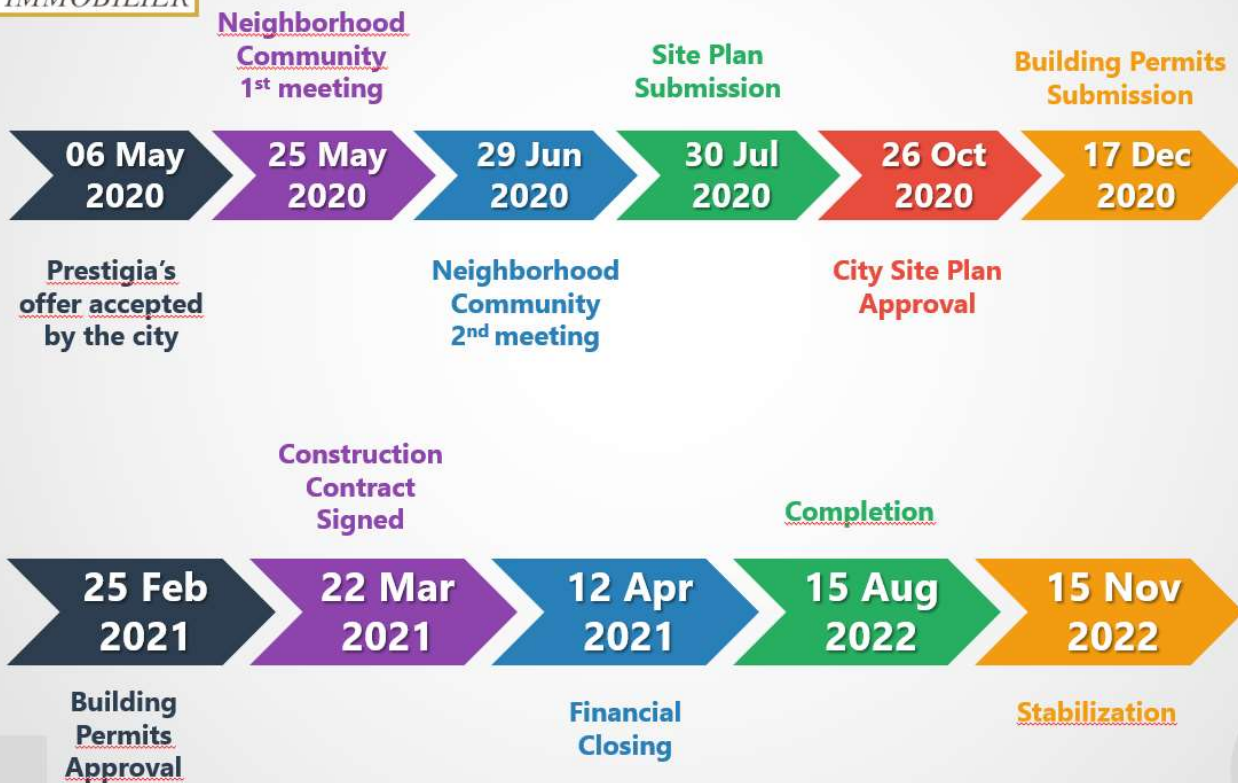 IMMOBILIER
Neighborhood
Community
1st meeting
Site Plan
Submission
Building Permits
Submission
06 May
2020
25 May
2020
29 Jun
2020
30 Jul
2020
26 Oct
2020
17 Dec
2020
Prestigia's
offer accepted
by the city
Neighborhood
Community
2nd meeting
City Site Plan
Approval
Construction
Contract
Signed
Completion
25 Feb
2021
22 Mar
2021
12 Apr
2021
15 Aug
2022
15 Nov
2022
Building
Permits
Approval
Financial
Closing
Stabilization